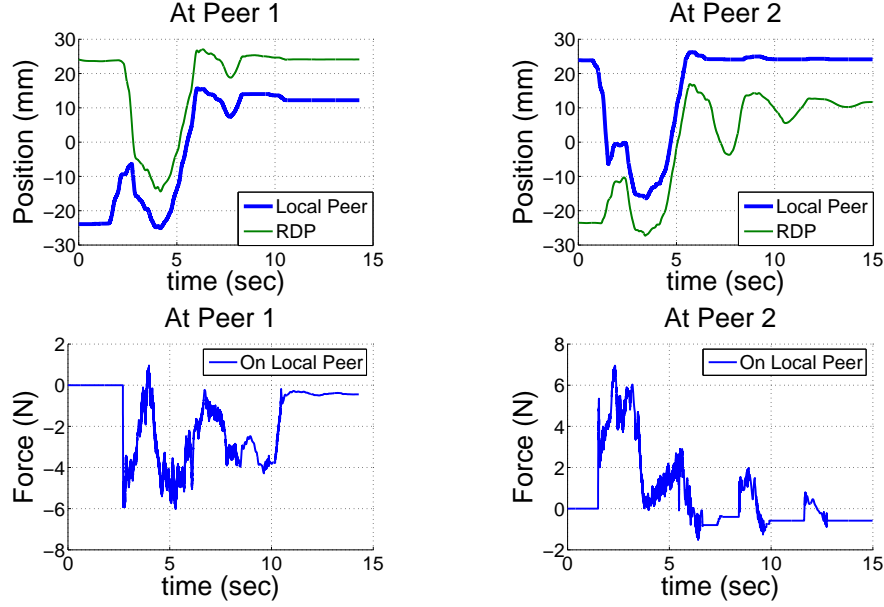 At Peer 1
At Peer 2
Position (mm)
30
20
10
0
−10
−20
−30
Local Peer
RDP
0
5
10
15
time (sec)
Position (mm)
30
20
10
0
−10
−20
−30
Local Peer
RDP
0
5
10
15
time (sec)
At Peer 1
At Peer 2
Force (N)
2
0
−2
−4
−6
−8
On Local Peer
0
5
10
15
time (sec)
Force (N)
8
6
4
2
0
−2
On Local Peer
0
5
10
15
time (sec)